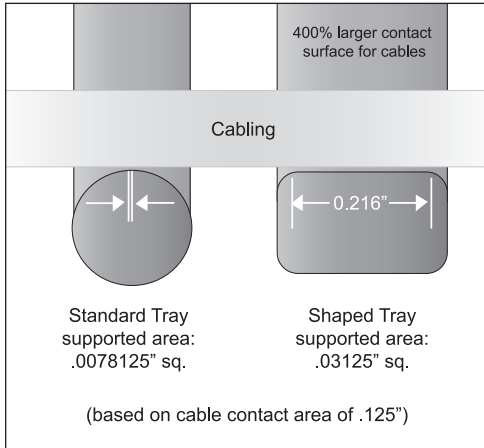 400% larger contact
surface for cables
Cabling
0.216”
Standard Tray
supported area:
.0078125” sq.
Shaped Tray
supported area:
.03125” sq.
(based on cable contact area of .125”)